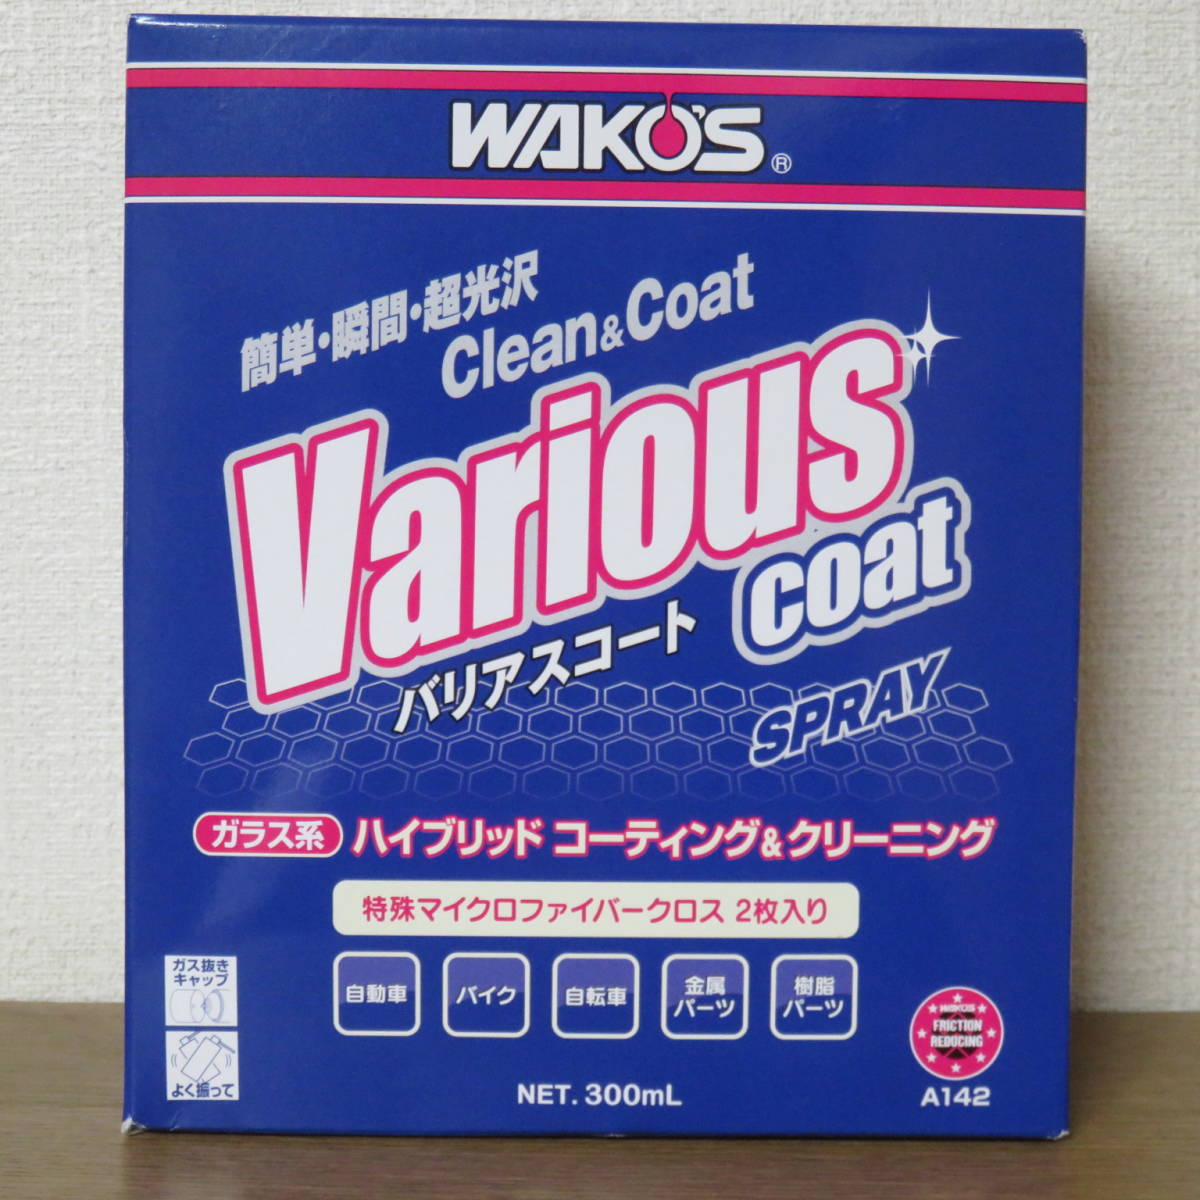 WAKO'S®
簡単・瞬間・超光沢
Clean&Coat
Various
coat
バリアスコート
SPRAY
ガラス系 ハイブリッド コーティング&クリーニング
特殊マイクロファイバークロス 2枚入り
ガス抜き
キャップ
よく振って
自動車
バイク
自転車
金属
パーツ
樹脂
パーツ
WAKO'S
FRICTION
REDUCING
A142
NET. 300mL